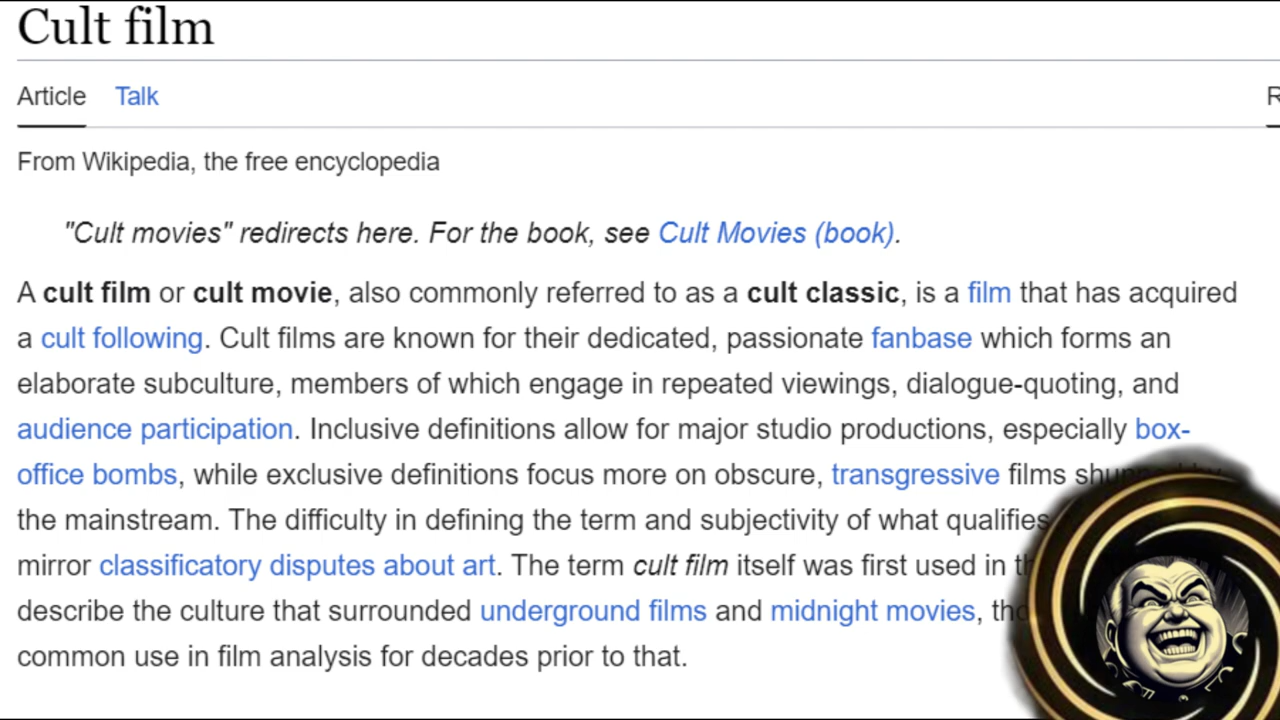 Cult film
Article Talk
R
From Wikipedia, the free encyclopedia
"Cult movies" redirects here. For the book, see Cult Movies (book).
A cult film or cult movie, also commonly referred to as a cult classic, is a film that has acquired
a cult following. Cult films are known for their dedicated, passionate fanbase which forms an
elaborate subculture, members of which engage in repeated viewings, dialogue-quoting, and
audience participation. Inclusive definitions allow for major studio productions, especially box-
office bombs, while exclusive definitions focus more on obscure, transgressive films shunned by
the mainstream. The difficulty in defining the term and subjectivity of what qualifies
mirror classificatory disputes about art. The term cult film itself was first used in
describe the culture that surrounded underground films and midnight movies,
common use in film analysis for decades prior to that.